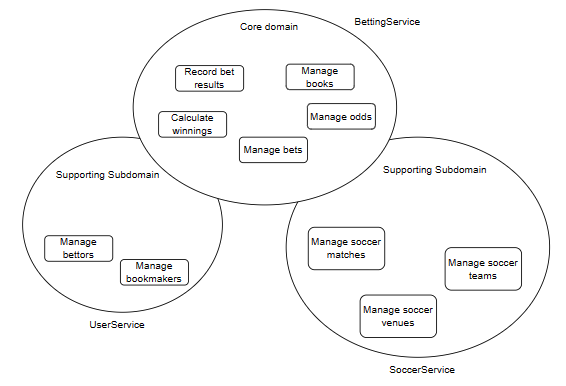 Core domain
BettingService
Record bet
results
Manage
books
Calculate
winnings
Manage odds
Manage bets
Supporting Subdomain
Manage
bettors
Manage
bookmakers
UserService
Supporting Subdomain
Manage soccer
matches
Manage soccer
teams
Manage soccer
venues
SoccerService